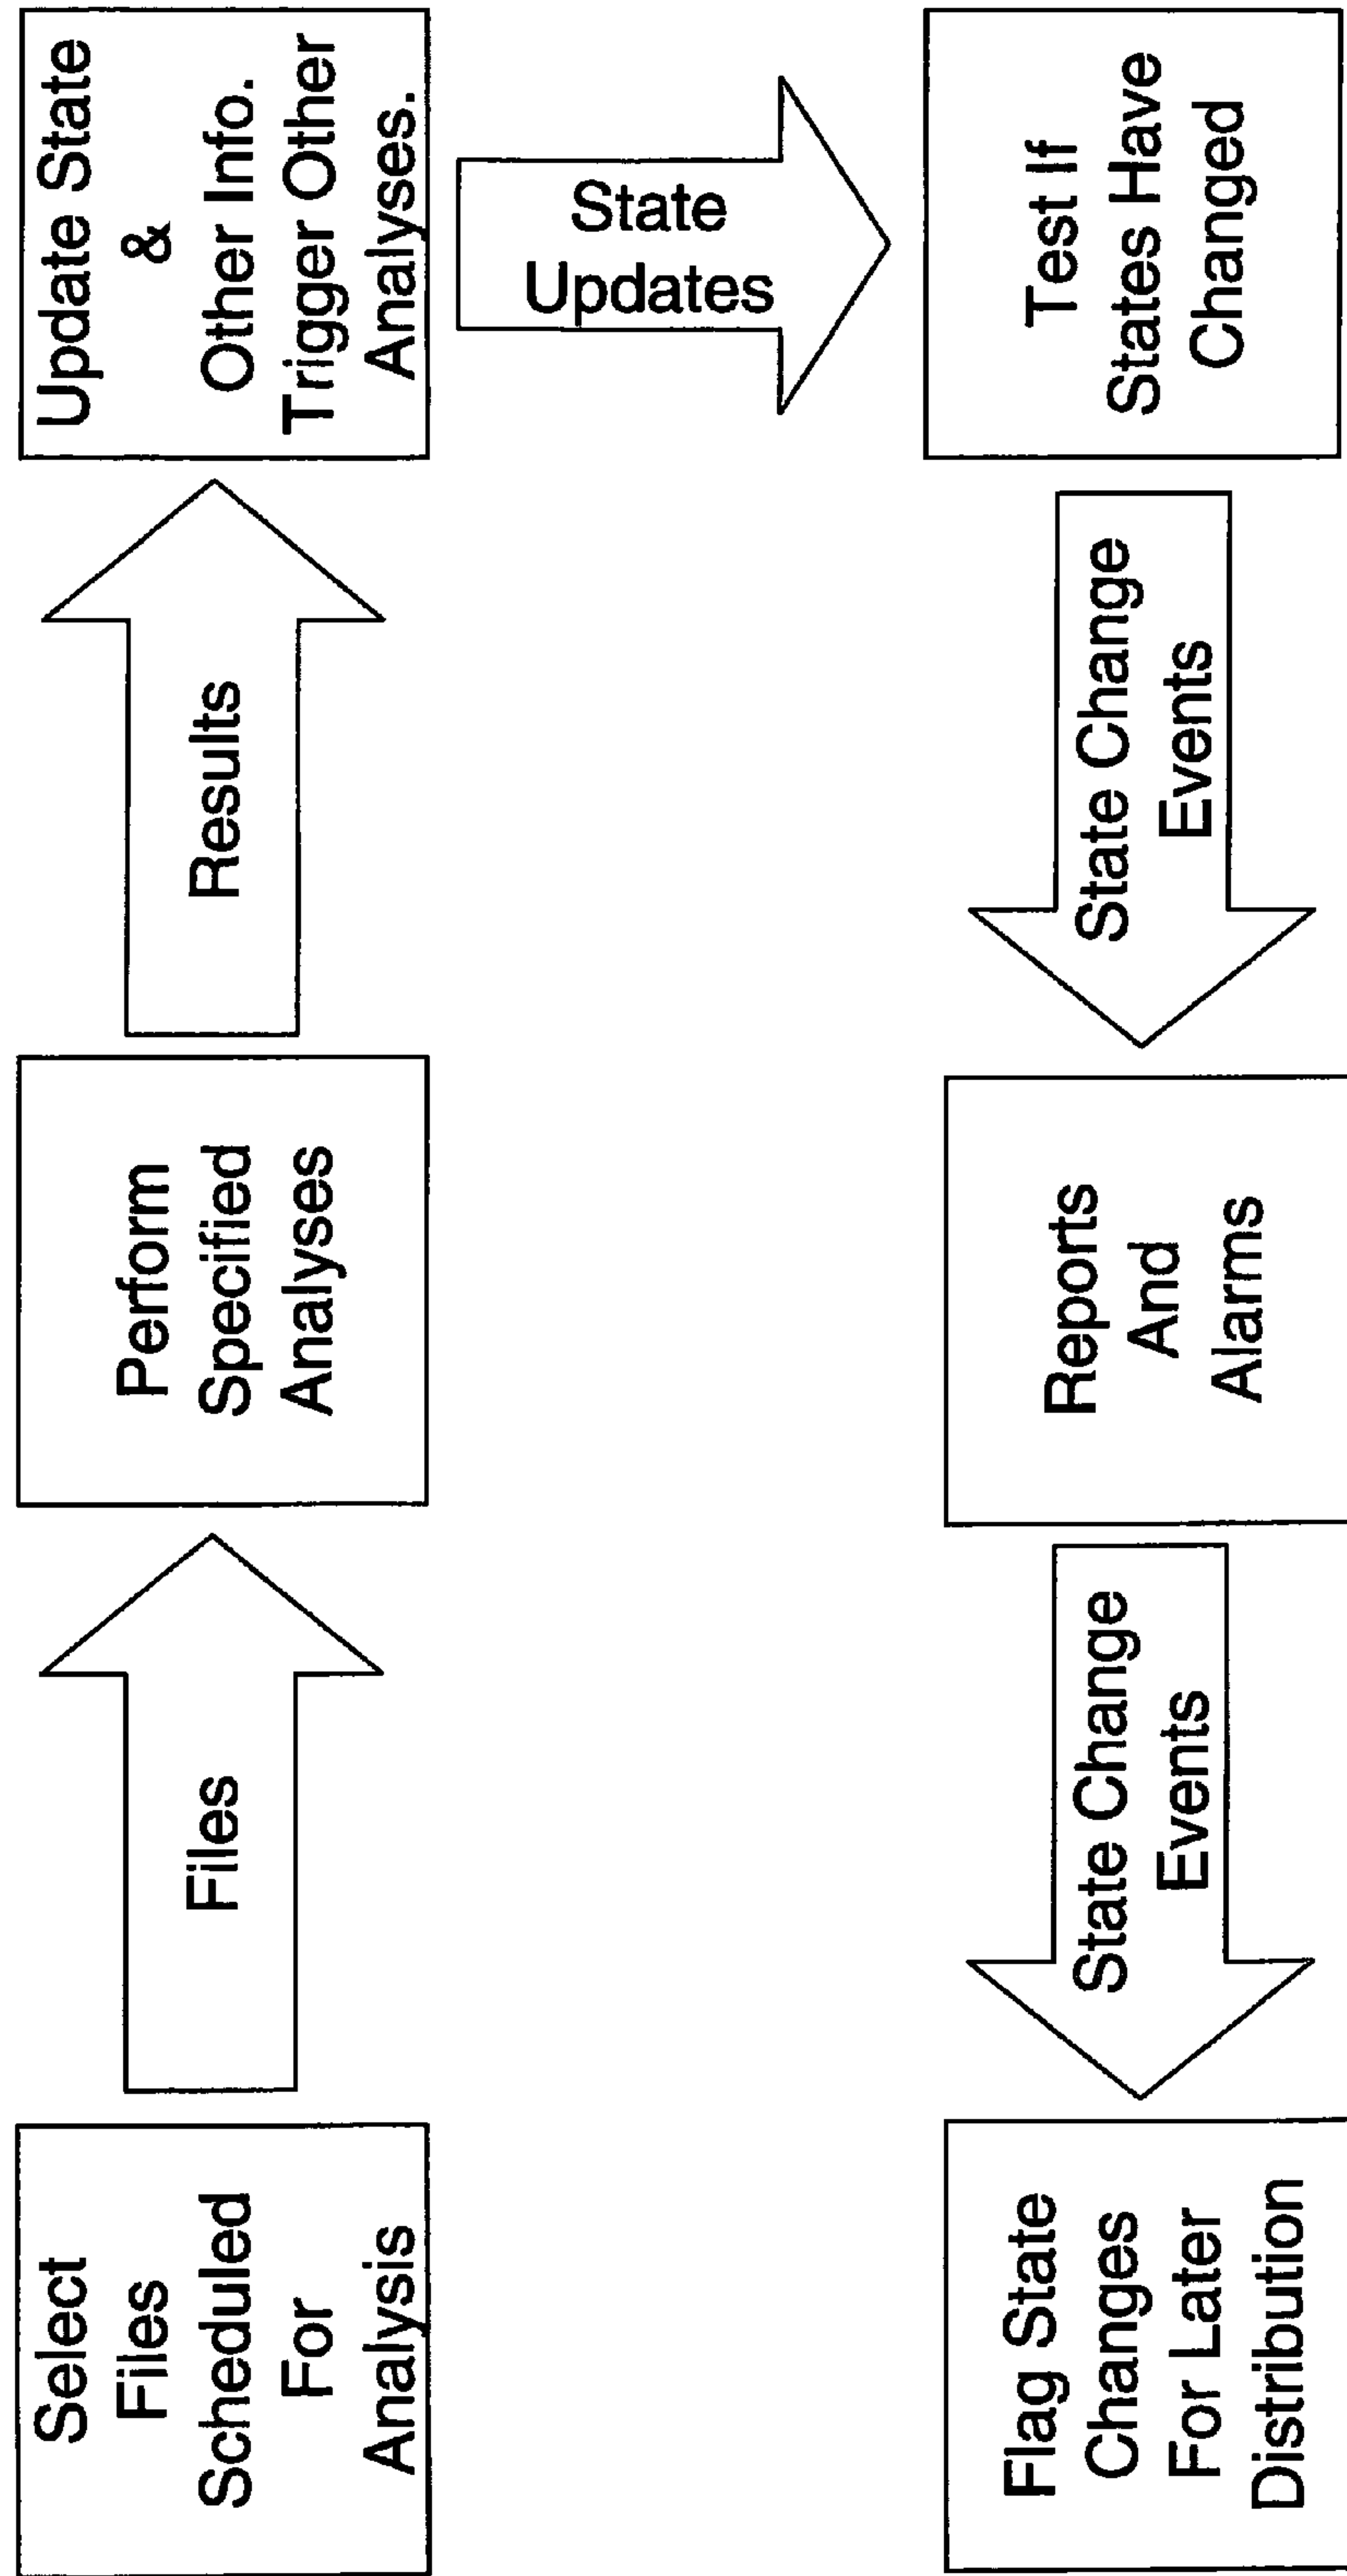 Select
Files
Scheduled
For
Analysis
Files
Perform
Specified
Analyses
Results
Update State
&
Other Info.
Trigger Other
Analyses.
State
Updates
Test If
States Have
Changed
State Change
Events
Reports
And
Alarms
State Change
Events
Flag State
Changes
For Later
Distribution